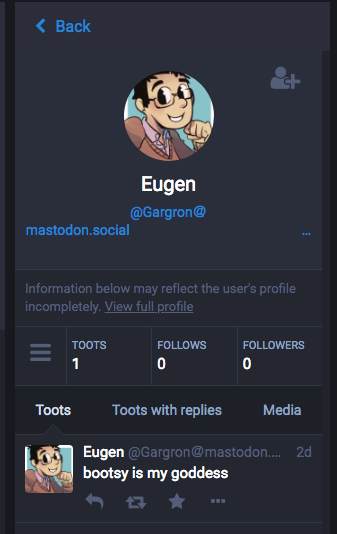 Back
Eugen
@Gargron@
mastodon.social ...
Information below may reflect the user's profile
incompletely. View full profile
TOOTS FOLLOWS FOLLOWERS
1 0 0
Toots Toots with replies Media
Eugen @Gargron@mastodon.... 2d
bootsy is my goddess